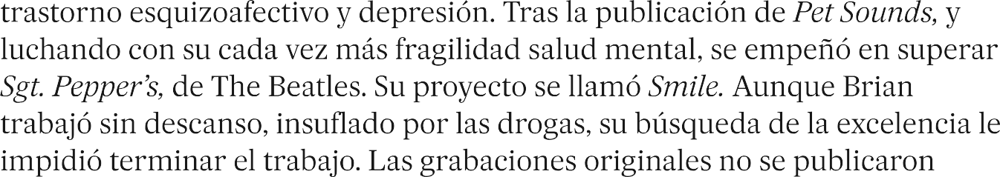 trastorno esquizoafectivo y depresión. Tras la publicación de Pet Sounds, y
luchando con su cada vez más fragilidad salud mental, se empeñó en superar
Sgt. Pepper’s, de The Beatles. Su proyecto se llamó Smile. Aunque Brian
trabajó sin descanso, insuflado por las drogas, su búsqueda de la excelencia le
impidió terminar el trabajo. Las grabaciones originales no se publicaron